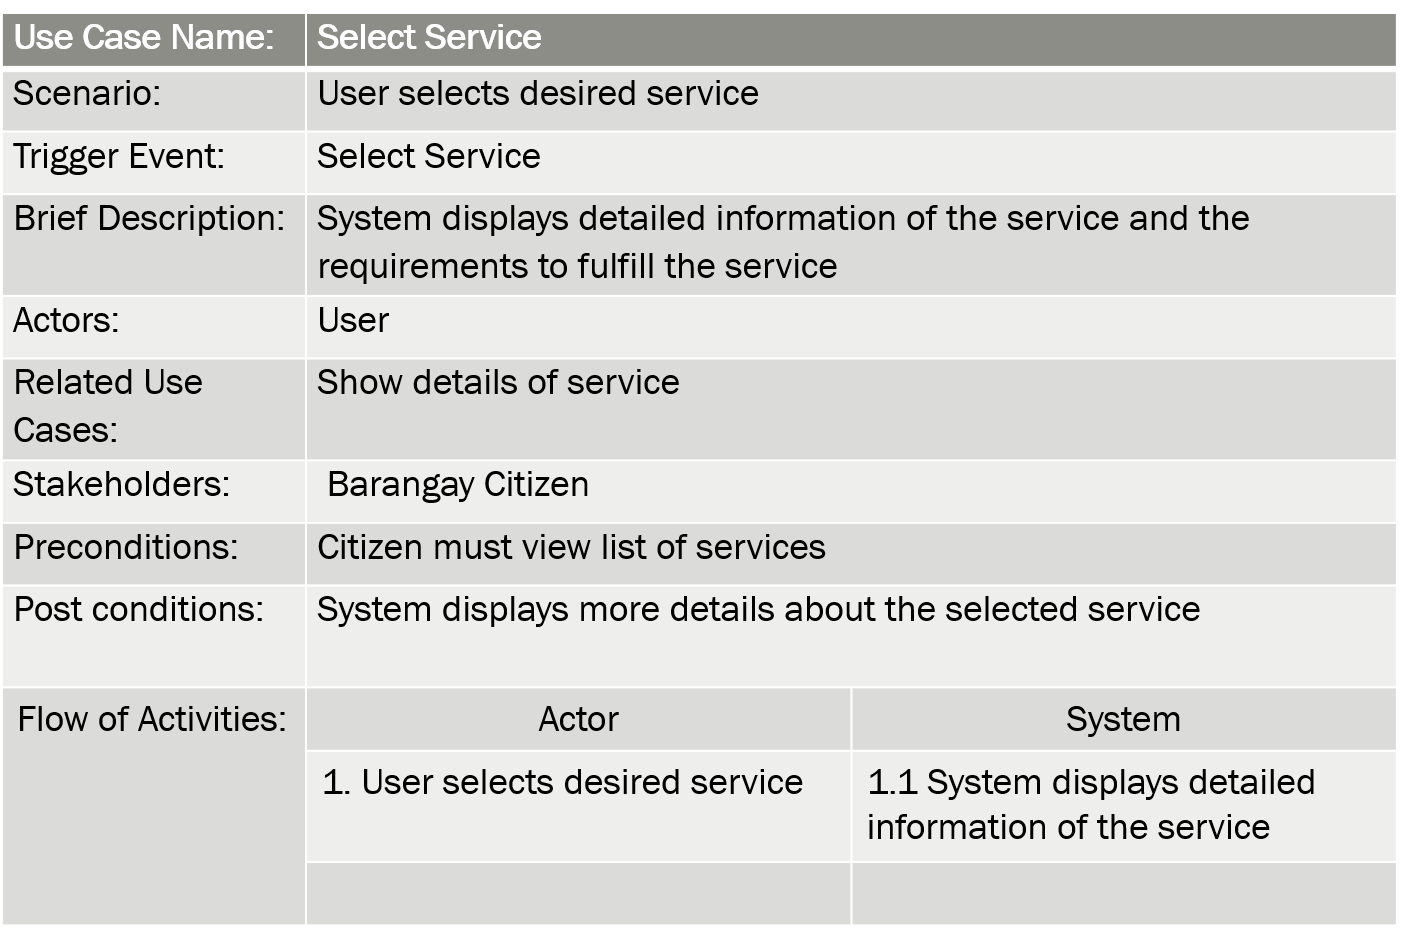 Use Case Name: Select Service
Scenario: User selects desired service
Trigger Event: Select Service
Brief Description: System displays detailed information of the service and the
requirements to fulfill the service
Actors: User
Related Use
Cases:
Show details of service
Stakeholders: Barangay Citizen
Preconditions: Citizen must view list of services
Post conditions: System displays more details about the selected service
Flow of Activities: Actor System
1. User selects desired service
1.1 System displays detailed
information of the service